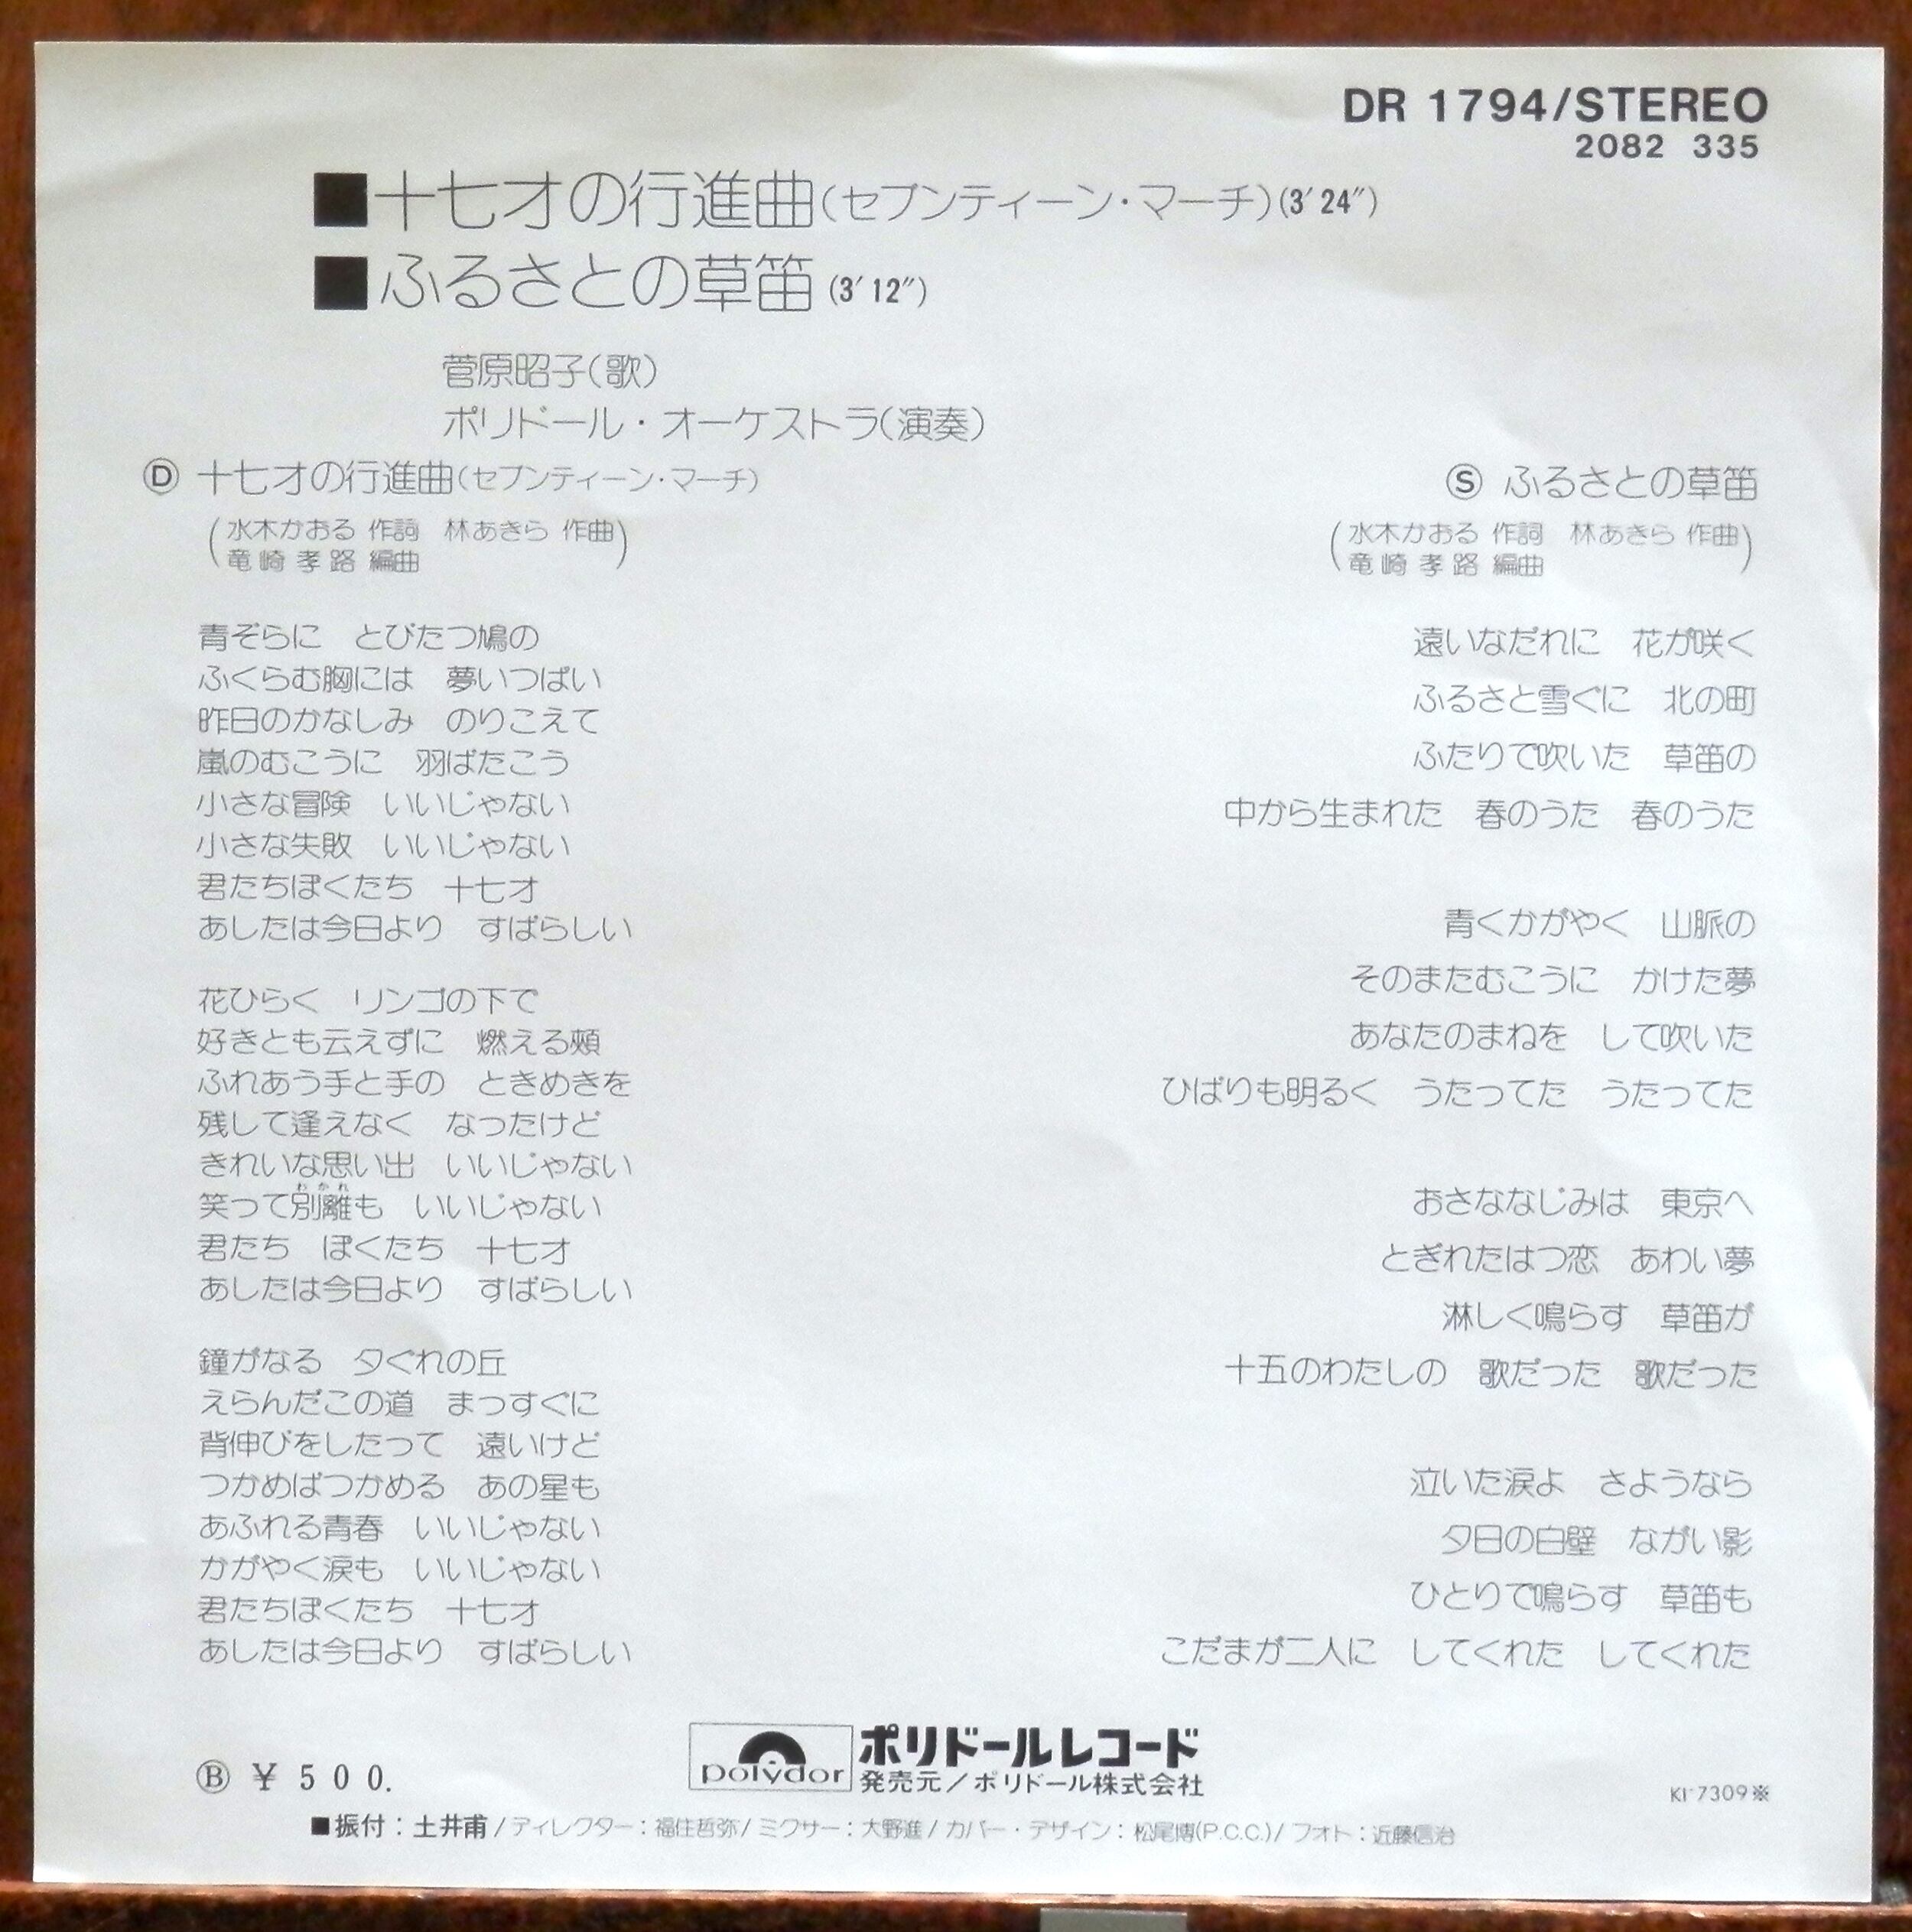 DR 1794/STEREO
2082 335
■十七才の行進曲(セブンティーン・マーチ)(3′24″)
■ふるさとの草笛(3′12″)
菅原昭子(歌)
ポリドール・オーケストラ(演奏)
Ⓓ 十七才の行進曲(セブンティーン・マーチ)
(水木かおる 作詞 林あきら 作曲)
竜崎孝路 編曲
青ぞらに とびたつ鳩の
ふくらむ胸には 夢いつぱい
昨日のかなしみ のりこえて
嵐のむこうに 羽ばたこう
小さな冒険 いいじゃない
小さな失敗 いいじゃない
君たちぼくたち 十七才
あしたは今日より すばらしい
花ひらく リンゴの下で
好きとも云えずに 燃える頰
ふれあう手と手の ときめきを
残して逢えなく なったけど
きれいな思い出 いいじゃない
わかれ
笑って別離も いいじゃない
君たち ぼくたち 十七才
あしたは今日より すばらしい
鐘がなる 夕ぐれの丘
えらんだこの道 まっすぐに
背伸びをしたって 遠いけど
つかめばつかめる あの星も
あふれる青春 いいじゃない
かがやく涙も いいじゃない
君たちぼくたち 十七才
あしたは今日より すばらしい
Ⓢ ふるさとの草笛
(水木かおる 作詞 林あきら 作曲)
竜崎孝路 編曲
遠いなだれに 花が咲く
ふるさと雪ぐに 北の町
ふたりで吹いた 草笛の
中から生まれた 春のうた 春のうた
青くかがやく 山脈の
そのまたむこうに かけた夢
あなたのまねを して吹いた
ひばりも明るく うたってた うたってた
おさななじみは 東京へ
とぎれたはつ恋 あわい夢
淋しく鳴らす 草笛が
十五のわたしの 歌だった 歌だった
泣いた涙よ さようなら
夕日の白壁 ながい影
ひとりで鳴らす 草笛も
こだまが二人に してくれた してくれた
Ⓑ ￥500.
polydor
ポリドールレコード
発売元／ポリドール株式会社
KI-7309※
■振付：土井甫/ディレクター：福住哲弥/ミクサー：大野進/カバー・デザイン：松尾博(P.C.C.)/フォト：近藤信治